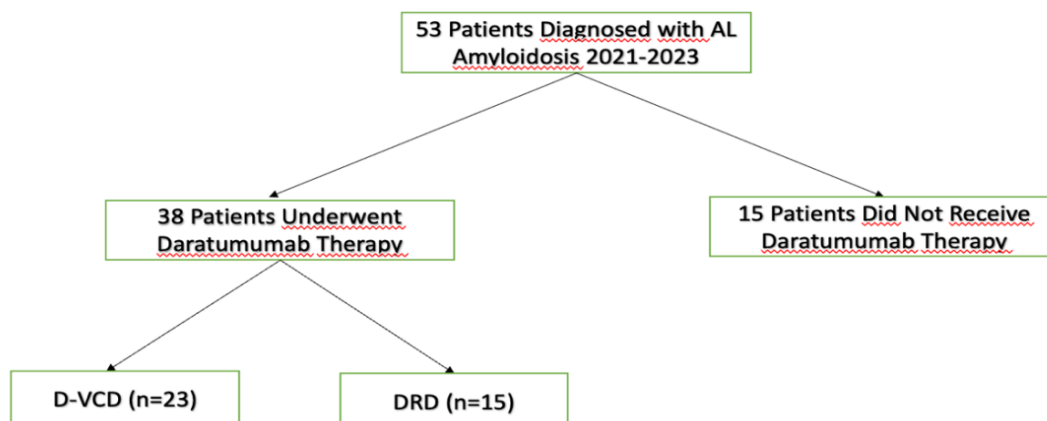 53 Patients Diagnosed with AL
Amyloidosis 2021-2023
38 Patients Underwent
Daratumumab Therapy
15 Patients Did Not Receive
Daratumumab Therapy
D-VCD (n=23)
DRD (n=15)